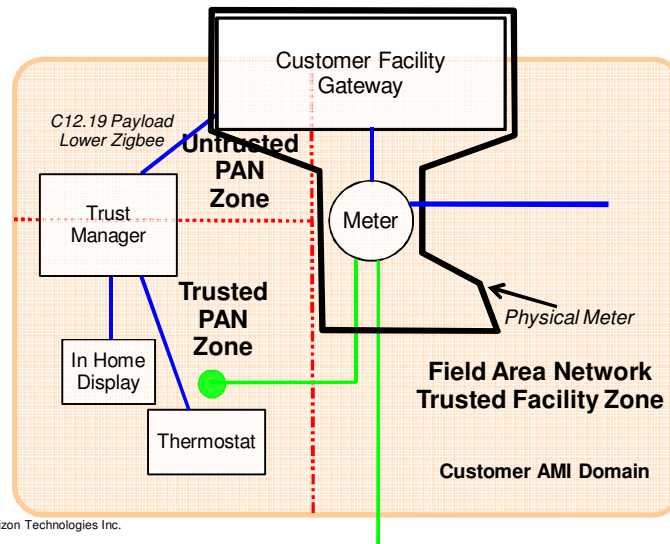 Customer Facility
Gateway
C12.19 Payload
Lower Zigbee
Untrusted
PAN
Zone
Trust
Manager
Meter
Trusted
PAN
Zone
Physical Meter
In Home
Display
Field Area Network
Trusted Facility Zone
Thermostat
Customer AMI Domain
izon Technologies Inc.